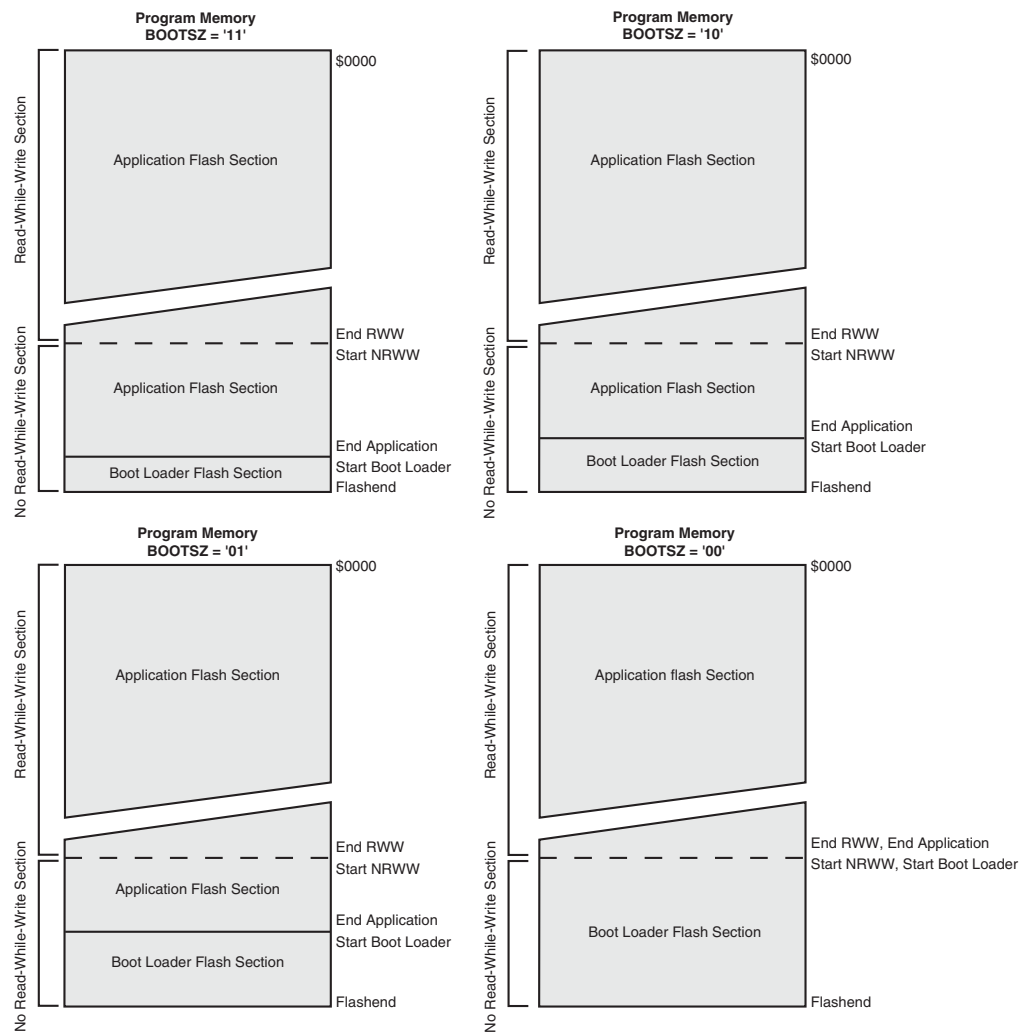 Program Memory
BOOTSZ = '11'
$0000
Read-While-Write Section
Application Flash Section
End RWW
Start NRWW
No Read-While-Write Section
Application Flash Section
End Application
Start Boot Loader
Boot Loader Flash Section
Flashend
Program Memory
BOOTSZ = '10'
$0000
Read-While-Write Section
Application Flash Section
End RWW
Start NRWW
No Read-While-Write Section
Application Flash Section
End Application
Start Boot Loader
Boot Loader Flash Section
Flashend
Program Memory
BOOTSZ = '01'
$0000
Read-While-Write Section
Application Flash Section
End RWW
Start NRWW
No Read-While-Write Section
Application Flash Section
End Application
Start Boot Loader
Boot Loader Flash Section
Flashend
Program Memory
BOOTSZ = '00'
$0000
Read-While-Write Section
Application flash Section
End RWW, End Application
Start NRWW, Start Boot Loader
No Read-While-Write Section
Boot Loader Flash Section
Flashend